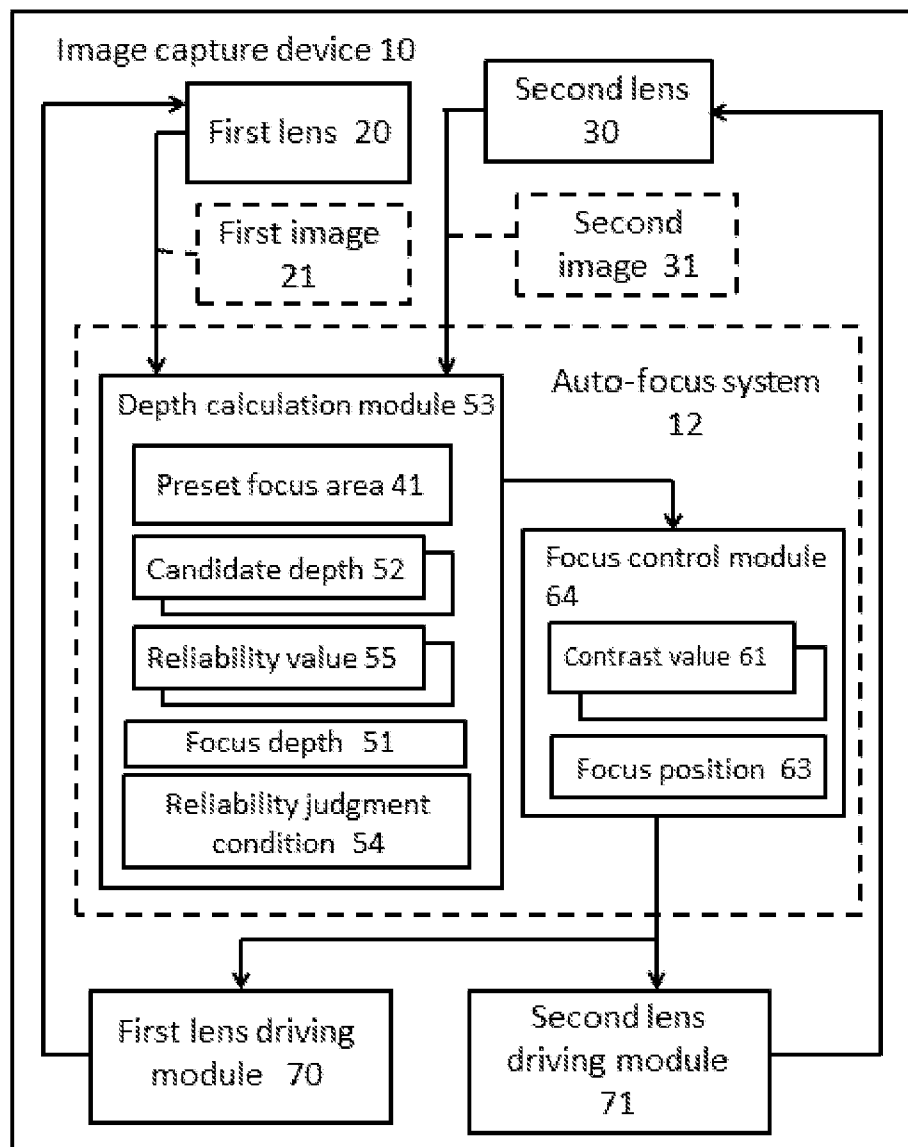 Image capture device 10
First lens 20
Second lens
30
First image
21
Second
image 31
Auto-focus system
12
Depth calculation module 53
Preset focus area 41
Candidate depth 52
Reliability value 55
Focus depth 51
Reliability judgment
condition 54
Focus control module
64
Contrast value 61
Focus position 63
First lens driving
module 70
Second lens
driving module
71